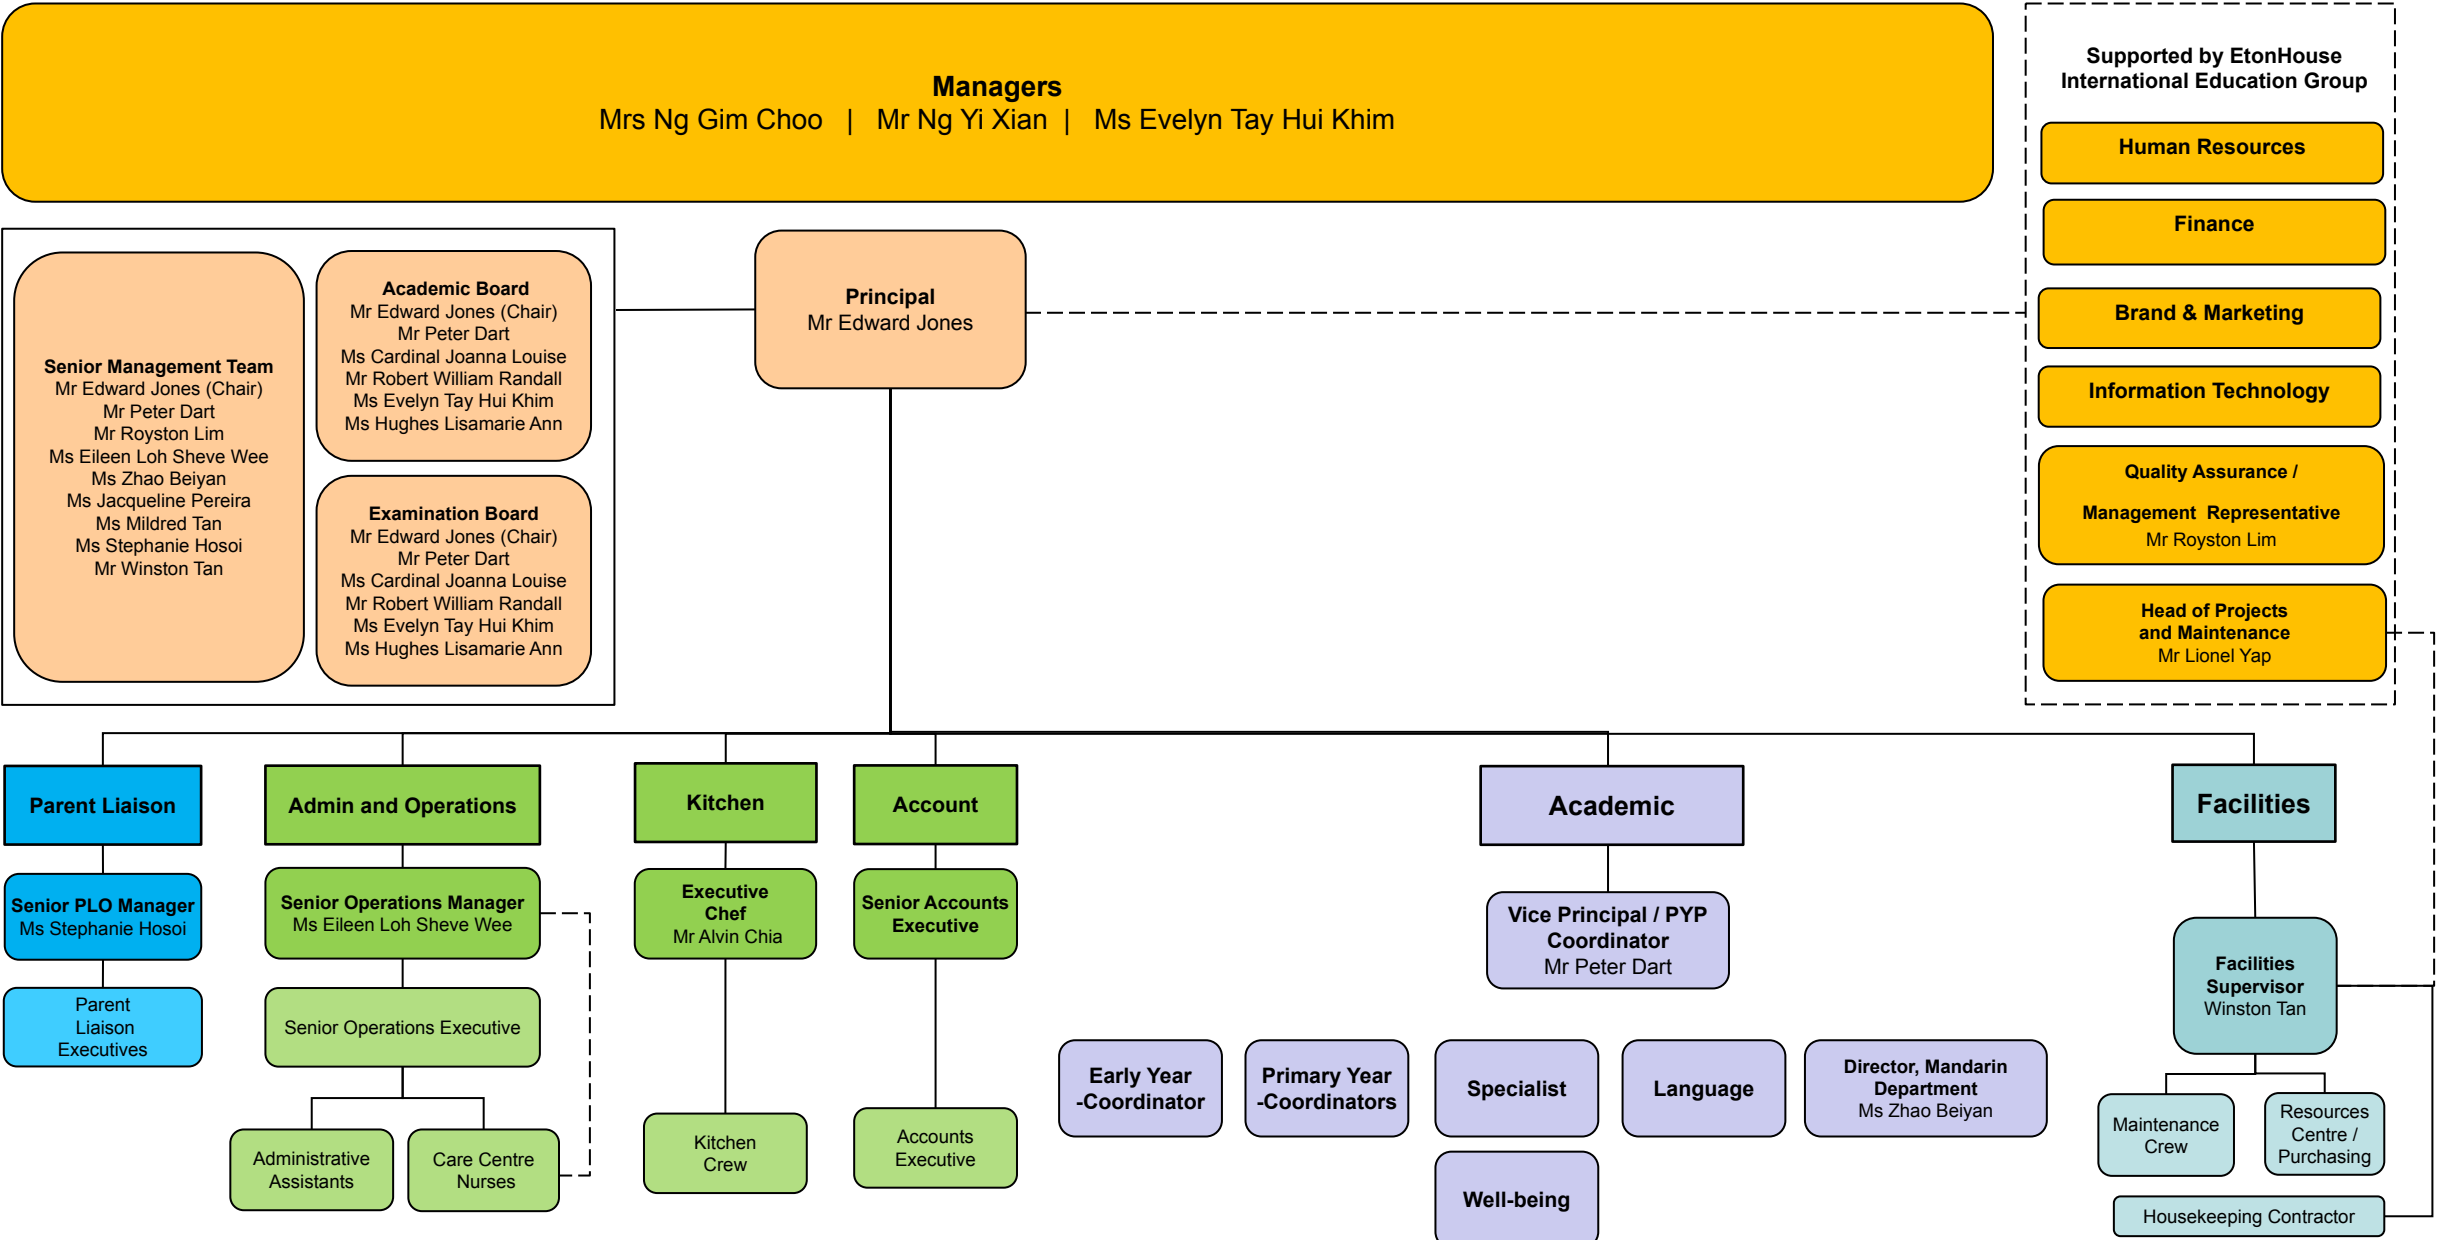 Managers
Mrs Ng Gim Choo | Mr Ng Yi Xian | Ms Evelyn Tay Hui Khim
Supported by EtonHouse
International Education Group
Human Resources
Finance
Brand & Marketing
Information Technology
Quality Assurance /
Management Representative
Mr Royston Lim
Head of Projects
and Maintenance
Mr Lionel Yap
Senior Management Team
Mr Edward Jones (Chair)
Mr Peter Dart
Mr Royston Lim
Ms Eileen Loh Sheve Wee
Ms Zhao Beiyan
Ms Jacqueline Pereira
Ms Mildred Tan
Ms Stephanie Hosoi
Mr Winston Tan
Academic Board
Mr Edward Jones (Chair)
Mr Peter Dart
Ms Cardinal Joanna Louise
Mr Robert William Randall
Ms Evelyn Tay Hui Khim
Ms Hughes Lisamarie Ann
Examination Board
Mr Edward Jones (Chair)
Mr Peter Dart
Ms Cardinal Joanna Louise
Mr Robert William Randall
Ms Evelyn Tay Hui Khim
Ms Hughes Lisamarie Ann
Principal
Mr Edward Jones
Parent Liaison
Senior PLO Manager
Ms Stephanie Hosoi
Parent
Liaison
Executives
Admin and Operations
Senior Operations Manager
Ms Eileen Loh Sheve Wee
Senior Operations Executive
Administrative
Assistants
Care Centre
Nurses
Kitchen
Executive
Chef
Mr Alvin Chia
Kitchen
Crew
Account
Senior Accounts
Executive
Accounts
Executive
Academic
Vice Principal / PYP
Coordinator
Mr Peter Dart
Early Year
-Coordinator
Primary Year
-Coordinators
Specialist
Language
Director, Mandarin
Department
Ms Zhao Beiyan
Well-being
Facilities
Facilities
Supervisor
Winston Tan
Maintenance
Crew
Resources
Centre /
Purchasing
Housekeeping Contractor